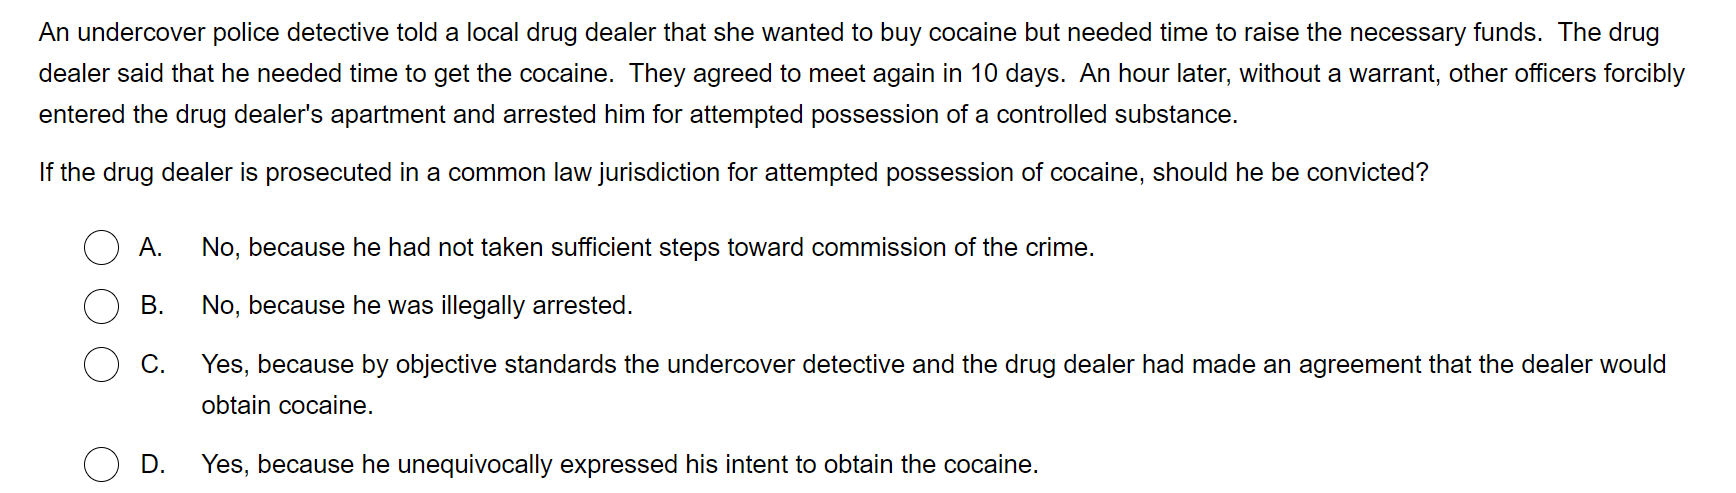 An undercover police detective told a local drug dealer that she wanted to buy cocaine but needed time to raise the necessary funds.  The drug
dealer said that he needed time to get the cocaine.  They agreed to meet again in 10 days.  An hour later, without a warrant, other officers forcibly
entered the drug dealer's apartment and arrested him for attempted possession of a controlled substance.
If the drug dealer is prosecuted in a common law jurisdiction for attempted possession of cocaine, should he be convicted?
A. No, because he had not taken sufficient steps toward commission of the crime.
B. No, because he was illegally arrested.
C. Yes, because by objective standards the undercover detective and the drug dealer had made an agreement that the dealer would
obtain cocaine.
D. Yes, because he unequivocally expressed his intent to obtain the cocaine.